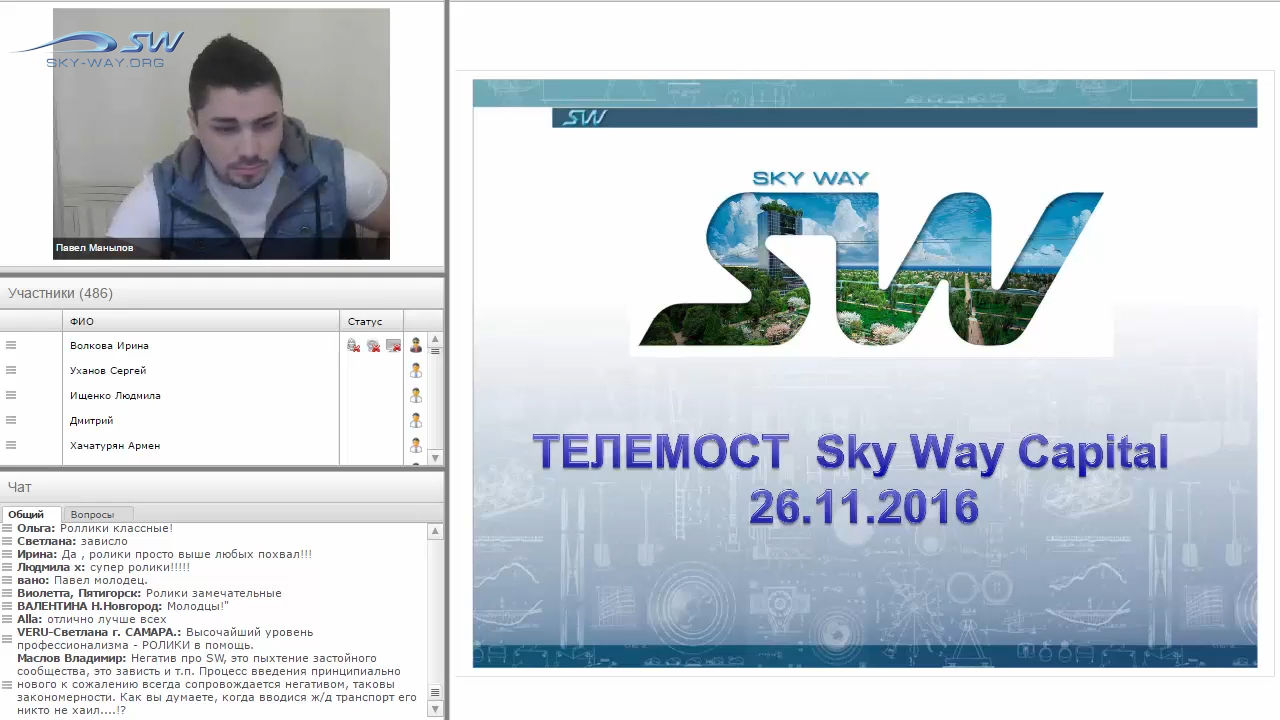 SW
SKY-WAY.ORG
Павел Манылов
Участники (486)
ФИО
Статус
Волкова Ирина
Уханов Сергей
Ищенко Людмила
Дмитрий
Хачатурян Армен
Чат
Общий
Вопросы
Ольга: Роллики классные!
Светлана: зависло
Ирина: Да , ролики просто выше любых похвал!!!
Людмила х: супер ролики!!!!!
вано: Павел молодец.
Виолетта, Пятигорск: Ролики замечательные
ВАЛЕНТИНА Н.Новгород: Молодцы!"
Alla: отлично лучше всех
VERU-Светлана г. САМАРА.: Высочайший уровень
профессионализма - РОЛИКИ в помощь.
Маслов Владимир: Негатив про SW, это пыхтение застойного
сообщества, это зависть и т.п. Процесс введения принципиально
нового к сожалению всегда сопровождается негативом, таковы
закономерности. Как вы думаете, когда вводися ж/д транспорт его
никто не хаил....!?
SW
SKY WAY
SW
ТЕЛЕМОСТ Sky Way Capital
26.11.2016